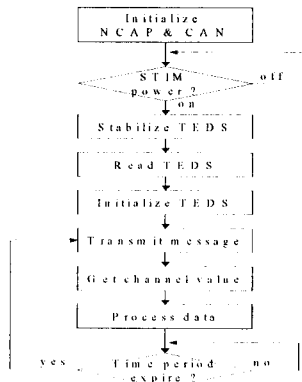 Initialize
NCAP & CAN
STIM
power ?
off
on
Stabilize TEDS
Read TEDS
Initialize TEDS
Transmit message
Get channel value
Process data
yes
Time period
no
expire ?